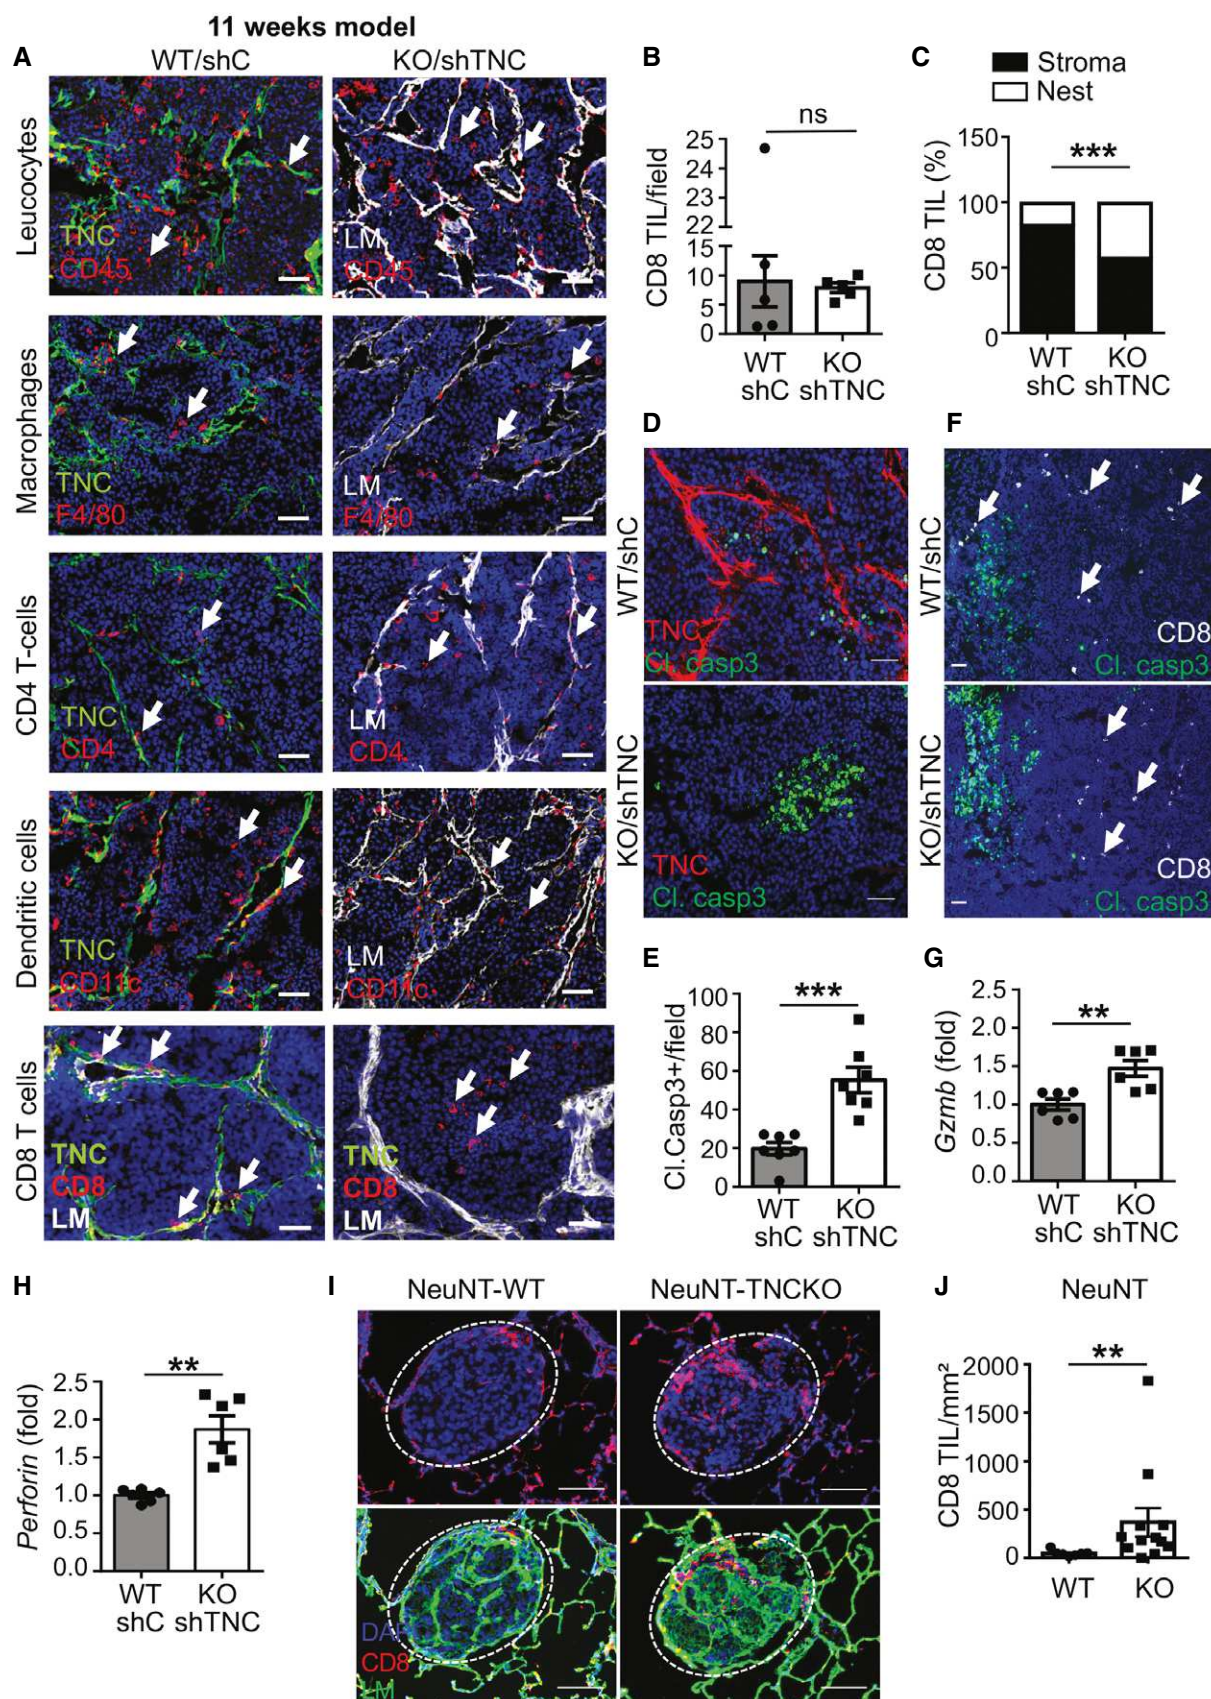 11 weeks model
A
WT/shC
KO/shTNC
Leucocytes
TNC
CD45
LM
CD45
Macrophages
TNC
F4/80
LM
F4/80
CD4 T-cells
TNC
CD4
LM
CD4
Dendritic cells
TNC
CD11c
LM
CD11c
CD8 T cells
TNC
CD8
LM
TNC
CD8
LM
B
ns
CD8 TIL/field
25
24
23
22
15
10
5
0
WT
shC
KO
shTNC
C
Stroma
Nest
***
CD8 TIL (%)
150
100
50
0
WT
shC
KO
shTNC
D
WT/shC
TNC
Cl. casp3
KO/shTNC
TNC
Cl. casp3
F
WT/shC
CD8
Cl. casp3
KO/shTNC
CD8
Cl. casp3
E
***
Cl.Casp3+/field
100
80
60
40
20
0
WT
shC
KO
shTNC
G
**
Gzmb (fold)
2.5
2.0
1.5
1.0
0.5
0.0
WT
shC
KO
shTNC
H
**
Perforin (fold)
2.5
2.0
1.5
1.0
0.5
0.0
WT
shC
KO
shTNC
I
NeuNT-WT
NeuNT-TNCKO
DAPI
CD8
LM
J
NeuNT
**
CD8 TIL/mm²
2000
1500
1000
500
0
WT
KO